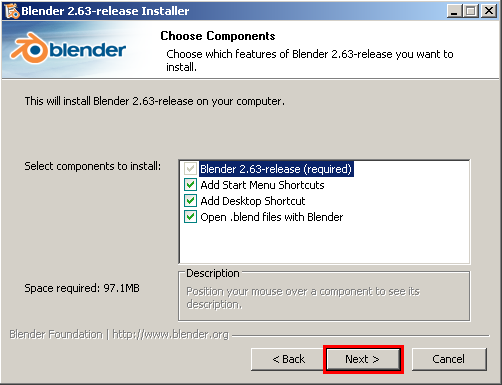 Blender 2.63-release Installer
blender
Choose Components
Choose which features of Blender 2.63-release you want to
install.
This will install Blender 2.63-release on your computer.
Select components to install:
Blender 2.63-release (required)
Add Start Menu Shortcuts
Add Desktop Shortcut
Open .blend files with Blender
Space required: 97.1MB
Description
Position your mouse over a component to see its
description.
Blender Foundation | http://www.blender.org
< Back
Next >
Cancel